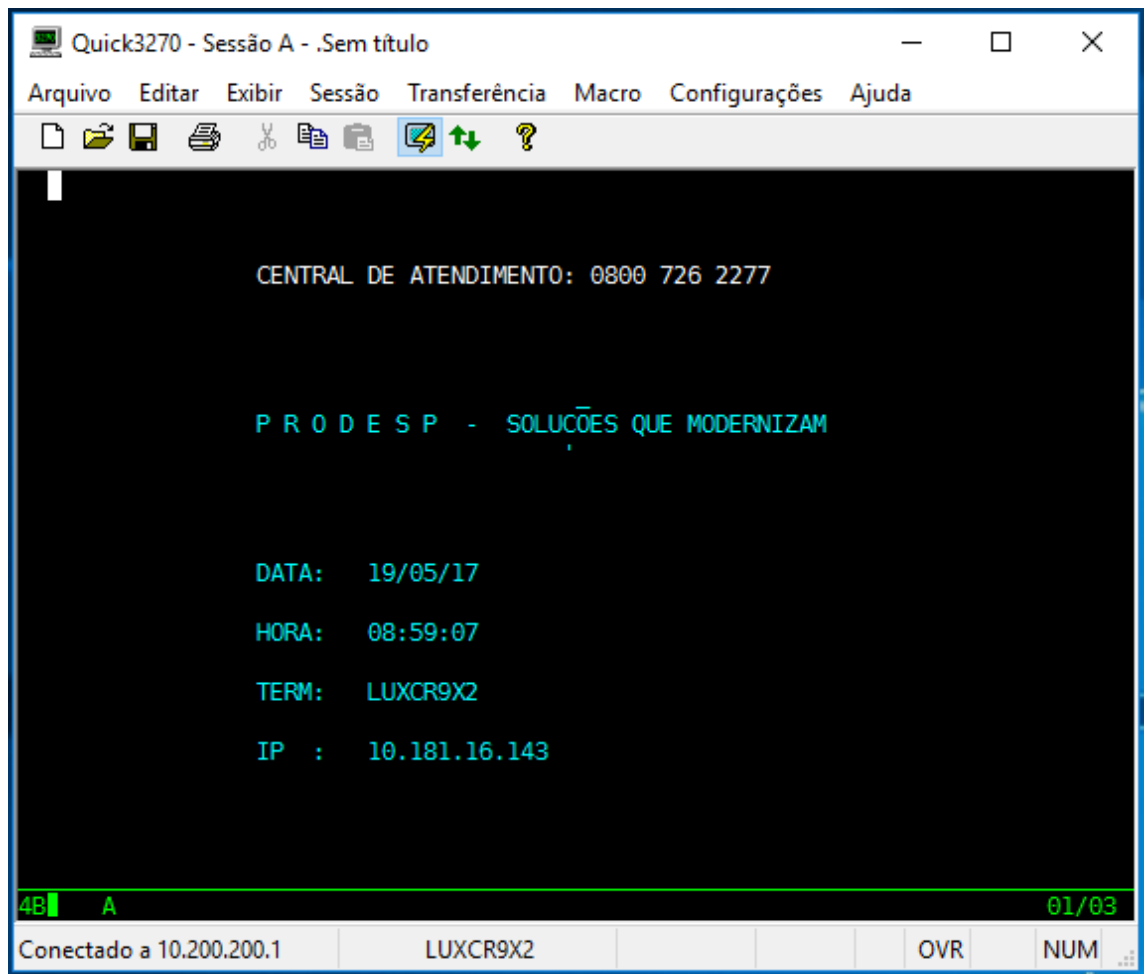 Quick3270 - Sessão A - .Sem título
Arquivo Editar Exibir Sessão Transferência Macro Configurações Ajuda
CENTRAL DE ATENDIMENTO: 0800 726 2277
P R O D E S P - SOLUCOES QUE MODERNIZAM
DATA: 19/05/17
HORA: 08:59:07
TERM: LUXCR9X2
IP : 10.181.16.143
4B A 01/03
Conectado a 10.200.200.1 LUXCR9X2 OVR NUM